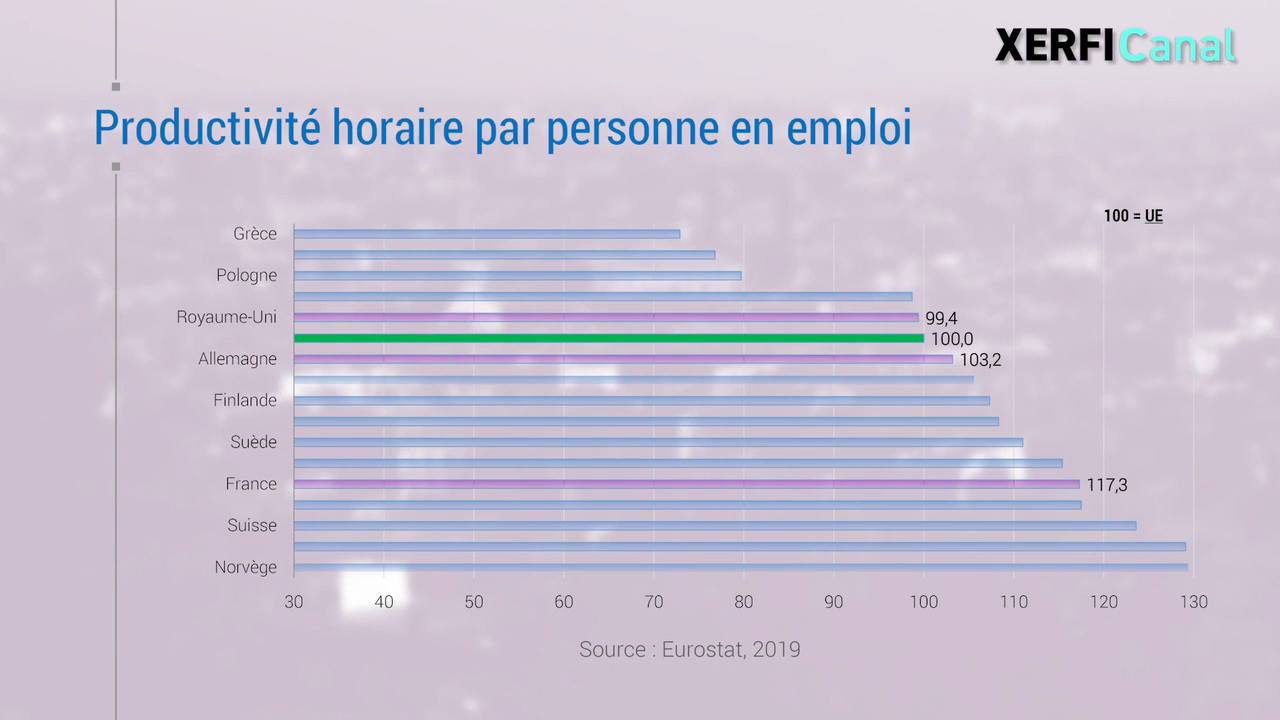 XERFI Canal
Productivité horaire par personne en emploi
100 = UE
Grèce
Pologne
Royaume-Uni 99,4
100,0
Allemagne 103,2
Finlande
Suède
France 117,3
Suisse
Norvège
30 40 50 60 70 80 90 100 110 120 130
Source : Eurostat, 2019